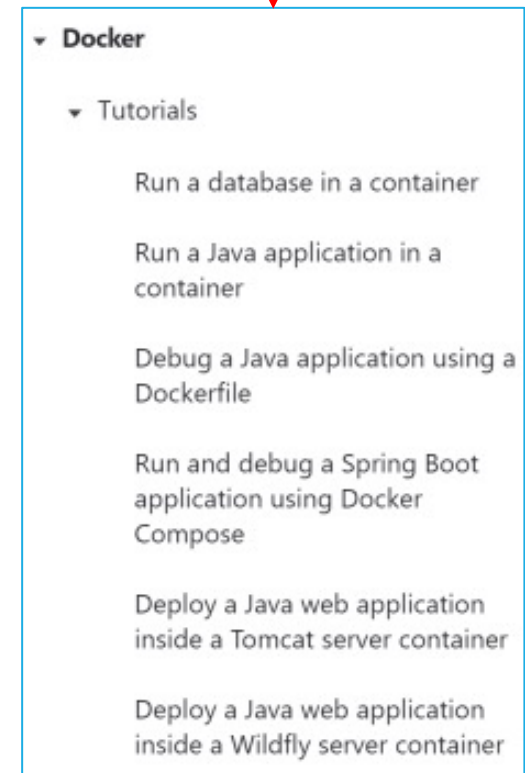 Docker
Tutorials
Run a database in a container
Run a Java application in a
container
Debug a Java application using a
Dockerfile
Run and debug a Spring Boot
application using Docker
Compose
Deploy a Java web application
inside a Tomcat server container
Deploy a Java web application
inside a Wildfly server container